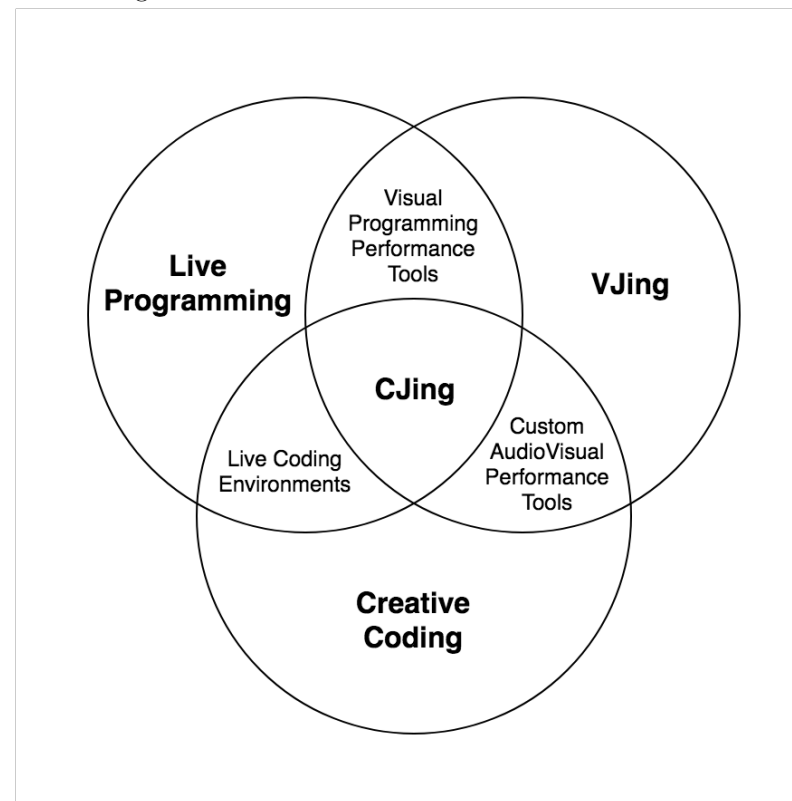 Visual
Programming
Performance
Tools
Live
Programming
VJing
CJing
Custom
AudioVisual
Performance
Tools
Live Coding
Environments
Creative
Coding